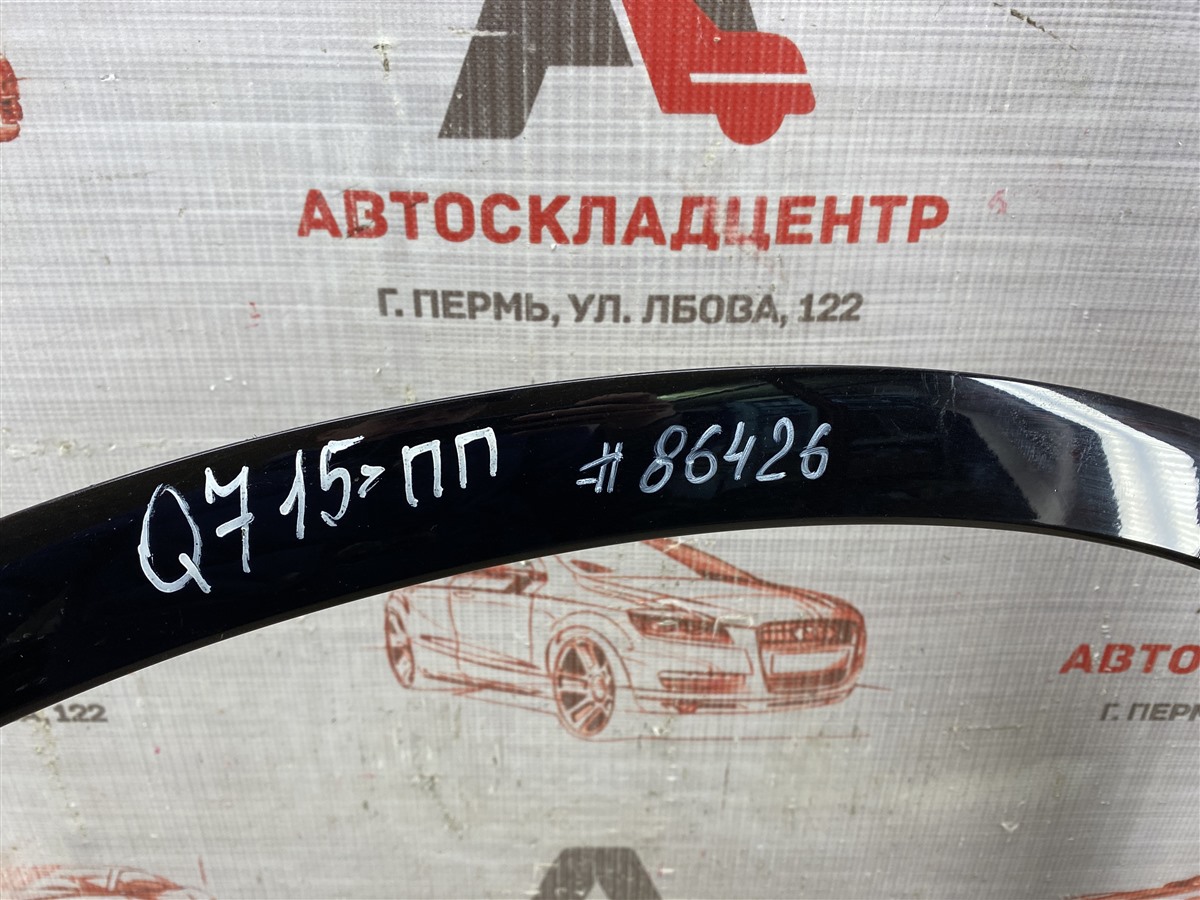 АВТОСКЛАДЦЕНТР
Г. ПЕРМЬ, УЛ. ЛБОВА, 122
Q7 15> ПП #86426
АВТО
Г. ПЕРМ
122